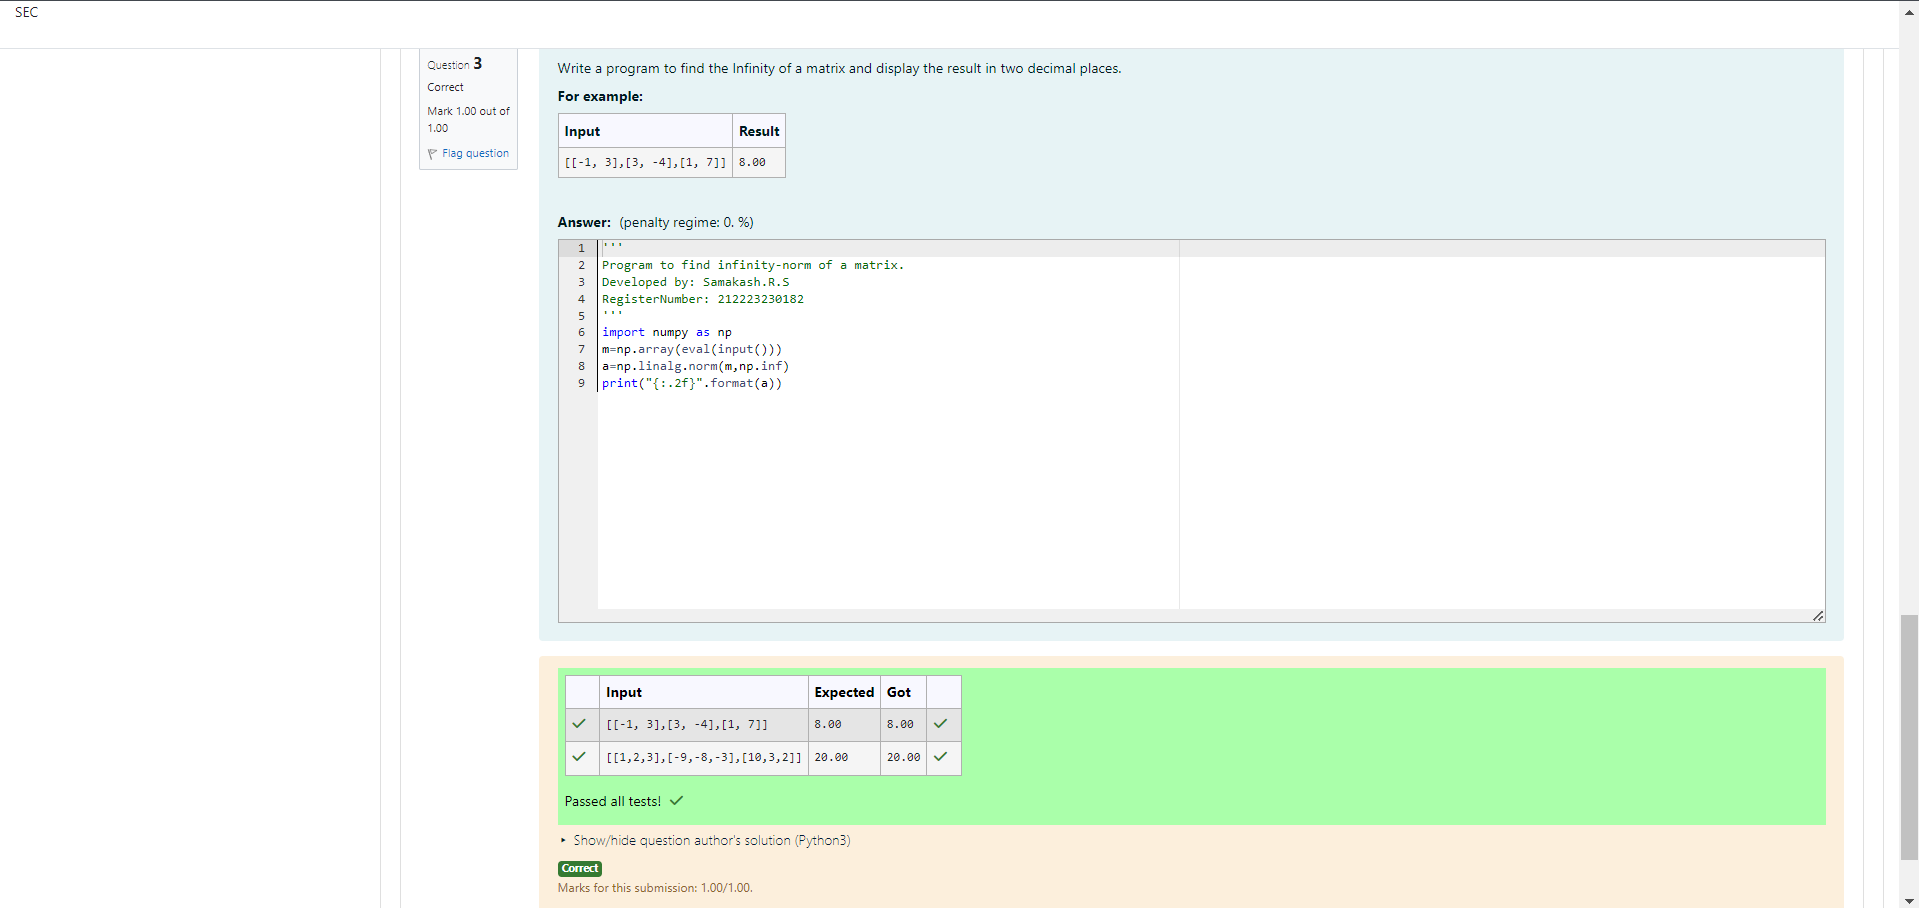 SEC
Question 3
Correct
Mark 1.00 out of
1.00
Flag question
Write a program to find the Infinity of a matrix and display the result in two decimal places.
For example:
Input Result
[[-1, 3],[3, -4],[1, 7]] 8.00
Answer: (penalty regime: 0. %)
1 '''
2 Program to find infinity-norm of a matrix.
3 Developed by: Samakash.R.S
4 RegisterNumber: 212223230182
5 '''
6 import numpy as np
7 m=np.array(eval(input()))
8 a=np.linalg.norm(m,np.inf)
9 print("{:.2f}".format(a))
Input Expected Got
[[-1, 3],[3, -4],[1, 7]] 8.00 8.00
[[1,2,3],[-9,-8,-3],[10,3,2]] 20.00 20.00
Passed all tests!
Show/hide question author's solution (Python3)
Correct
Marks for this submission: 1.00/1.00.